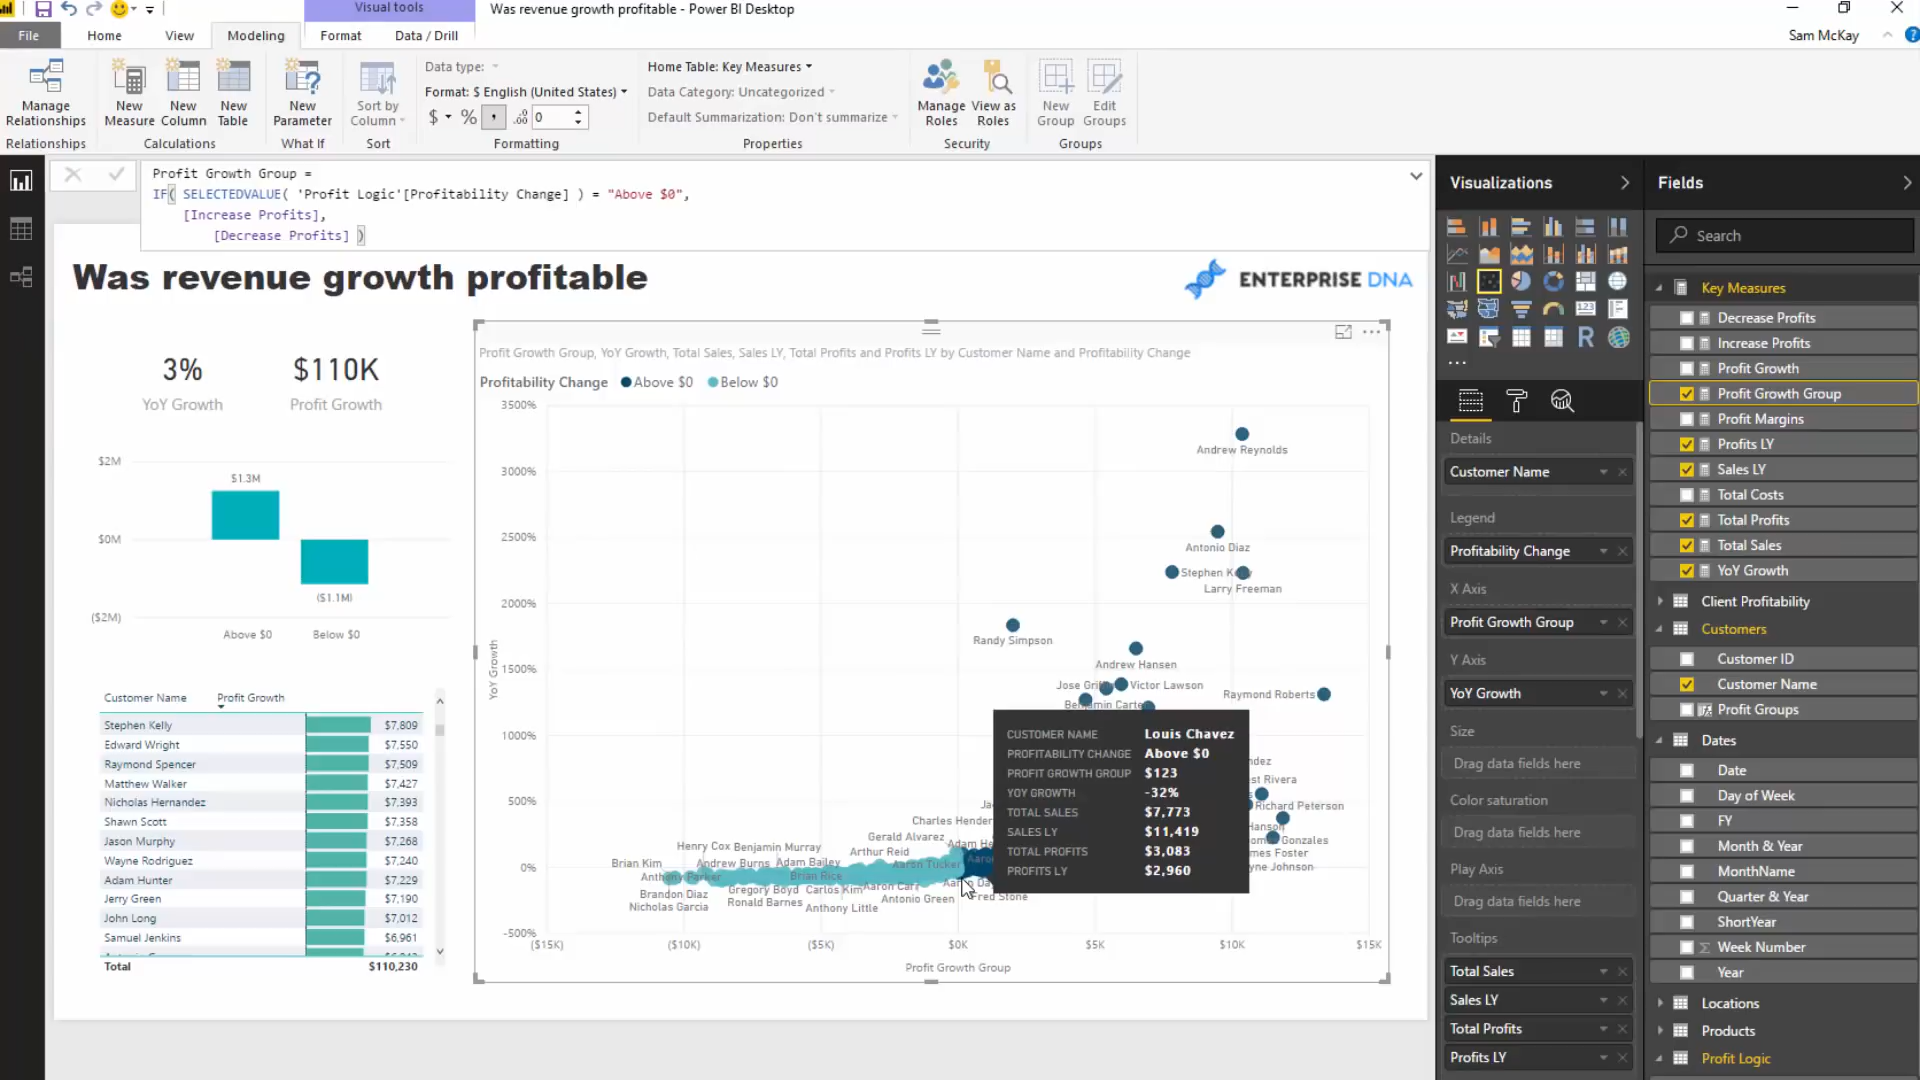 Visual tools
Was revenue growth profitable - Power BI Desktop
File
Home
View
Modeling
Format
Data / Drill
Sam McKay
Manage Relationships
Relationships
New Measure
New Column
New Table
Calculations
New Parameter
What If
Sort by Column
Sort
Data type:
Format: $ English (United States)
$ % , .00 0
Formatting
Home Table: Key Measures
Data Category: Uncategorized
Default Summarization: Don't summarize
Properties
Manage Roles
View as Roles
Security
New Group
Edit Groups
Groups
Profit Growth Group =
IF( SELECTEDVALUE( 'Profit Logic'[Profitability Change] ) = "Above $0",
[Increase Profits],
[Decrease Profits] )
Was revenue growth profitable
ENTERPRISE DNA
3%
YoY Growth
$110K
Profit Growth
$2M
$0M
($2M)
$1.3M
($1.1M)
Above $0
Below $0
Customer Name Profit Growth
Stephen Kelly $7,809
Edward Wright $7,550
Raymond Spencer $7,509
Matthew Walker $7,427
Nicholas Hernandez $7,393
Shawn Scott $7,358
Jason Murphy $7,268
Wayne Rodriguez $7,240
Adam Hunter $7,229
Jerry Green $7,190
John Long $7,012
Samuel Jenkins $6,961
Total $110,230
Profit Growth Group, YoY Growth, Total Sales, Sales LY, Total Profits and Profits LY by Customer Name and Profitability Change
Profitability Change Above $0 Below $0
3500%
3000%
2500%
2000%
1500%
1000%
500%
0%
-500%
YoY Growth
Andrew Reynolds
Antonio Diaz
Stephen Kelly
Larry Freeman
Randy Simpson
Andrew Hansen
Victor Lawson
Raymond Roberts
Richard Peterson
Gerald Alvarez
Henry Cox
Benjamin Murray
Arthur Reid
Brian Kim
Andrew Burns
Adam Bailey
Aaron Tucker
Anthony Parker
Brian Rice
Brandon Diaz
Gregory Boyd
Carlos Kim
Aaron Carr
Nicholas Garcia
Ronald Barnes
Anthony Little
Antonio Green
Fred Stone
CUSTOMER NAME Louis Chavez
PROFITABILITY CHANGE Above $0
PROFIT GROWTH GROUP $123
YOY GROWTH -32%
TOTAL SALES $7,773
SALES LY $11,419
TOTAL PROFITS $3,083
PROFITS LY $2,960
($15K) ($10K) ($5K) $0K $5K $10K $15K
Profit Growth Group
Visualizations
Details
Customer Name
Legend
Profitability Change
X Axis
Profit Growth Group
Y Axis
YoY Growth
Size
Drag data fields here
Color saturation
Drag data fields here
Play Axis
Drag data fields here
Tooltips
Total Sales
Sales LY
Total Profits
Profits LY
Fields
Search
Key Measures
Decrease Profits
Increase Profits
Profit Growth
Profit Growth Group
Profit Margins
Profits LY
Sales LY
Total Costs
Total Profits
Total Sales
YoY Growth
Client Profitability
Customers
Customer ID
Customer Name
Profit Groups
Dates
Date
Day of Week
FY
Month & Year
MonthName
Quarter & Year
ShortYear
Week Number
Year
Locations
Products
Profit Logic